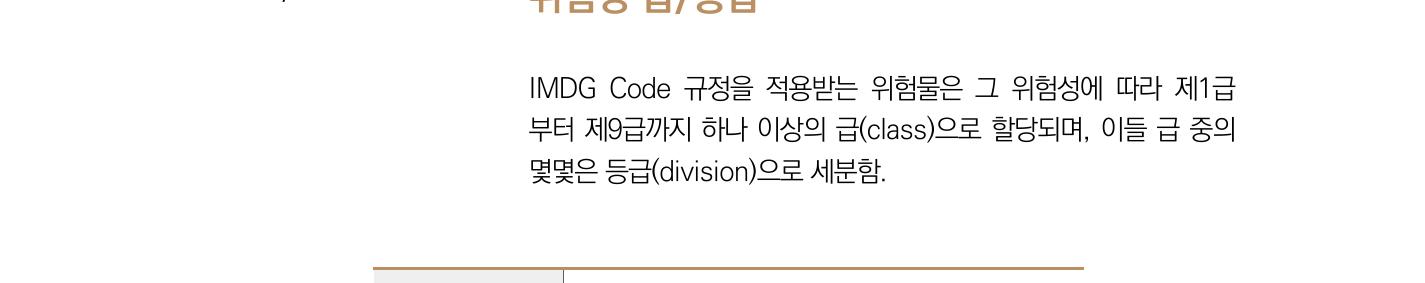 IMDG Code 규정을 적용받는 위험물은 그 위험성에 따라 제1급
부터 제9급까지 하나 이상의 급(class)으로 할당되며, 이들 급 중의
몇몇은 등급(division)으로 세분함.